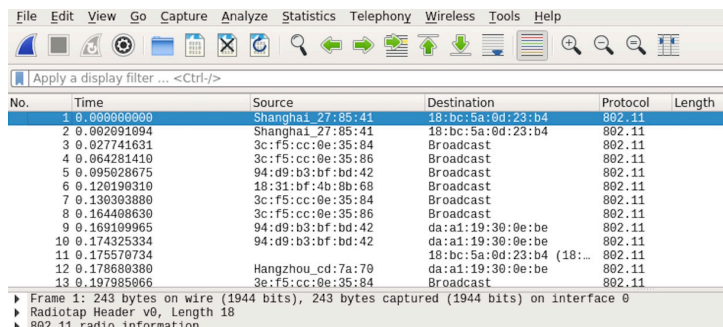 File Edit View Go Capture Analyze Statistics Telephony Wireless Tools Help
Apply a display filter ... <Ctrl-/>
No. Time Source Destination Protocol Length
1 0.000000000 Shanghai_27:85:41 18:bc:5a:0d:23:b4 802.11
2 0.002091094 Shanghai_27:85:41 18:bc:5a:0d:23:b4 802.11
3 0.027741631 3c:f5:cc:0e:35:84 Broadcast 802.11
4 0.064281410 3c:f5:cc:0e:35:86 Broadcast 802.11
5 0.095028675 94:d9:b3:bf:bd:42 Broadcast 802.11
6 0.120190310 18:31:bf:4b:8b:68 Broadcast 802.11
7 0.130303880 3c:f5:cc:0e:35:84 Broadcast 802.11
8 0.164408630 3c:f5:cc:0e:35:86 Broadcast 802.11
9 0.169109965 94:d9:b3:bf:bd:42 da:a1:19:30:0e:be 802.11
10 0.174325334 94:d9:b3:bf:bd:42 da:a1:19:30:0e:be 802.11
11 0.175570734 18:bc:5a:0d:23:b4 (18:… 802.11
12 0.178680380 Hangzhou_cd:7a:70 da:a1:19:30:0e:be 802.11
13 0.197985066 3e:f5:cc:0e:35:84 Broadcast 802.11
Frame 1: 243 bytes on wire (1944 bits), 243 bytes captured (1944 bits) on interface 0
Radiotap Header v0, Length 18
802.11 radio information